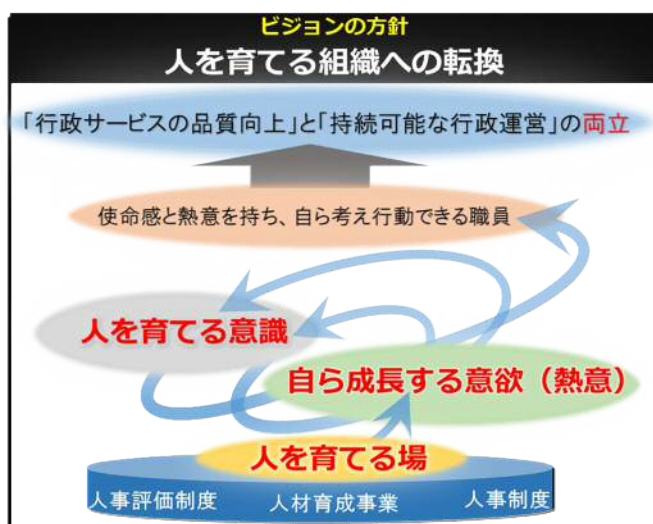 ビジョンの方針
人を育てる組織への転換
「行政サービスの品質向上」と「持続可能な行政運営」の両立
使命感と熱意を持ち、自ら考え行動できる職員
人を育てる意識
自ら成長する意欲（熱意）
人を育てる場
人事評価制度 人材育成事業 人事制度